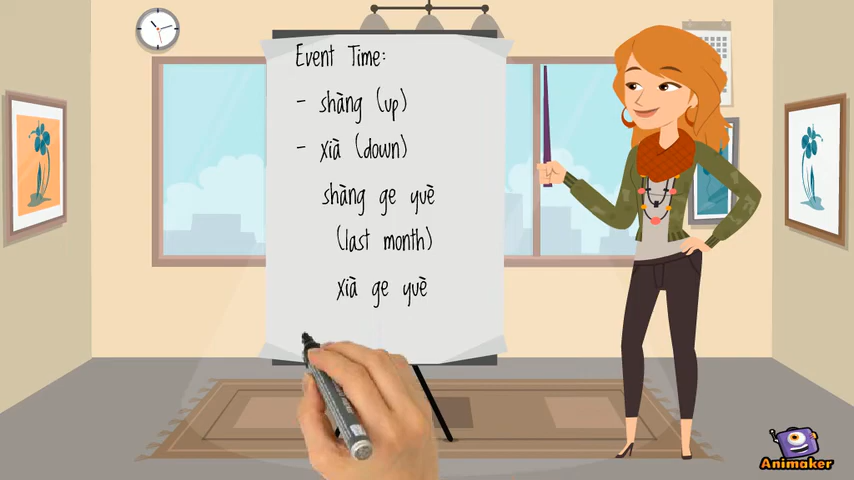 Event Time:
- shàng (up)
- xià (down)
shàng ge yuè
(last month)
xià ge yuè
Animaker